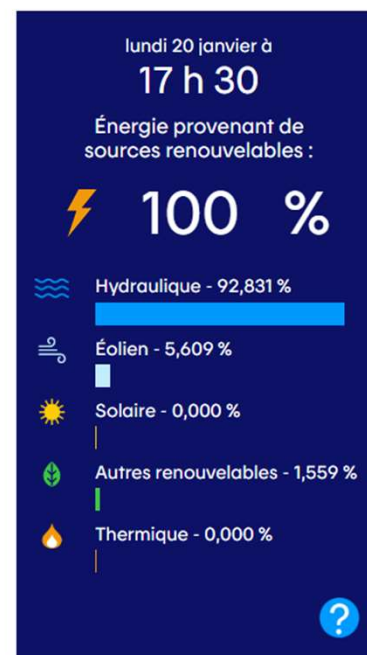 lundi 20 janvier à
17 h 30
Énergie provenant de
sources renouvelables :
100 %
Hydraulique - 92,831 %
Éolien - 5,609 %
Solaire - 0,000 %
Autres renouvelables - 1,559 %
Thermique - 0,000 %
?